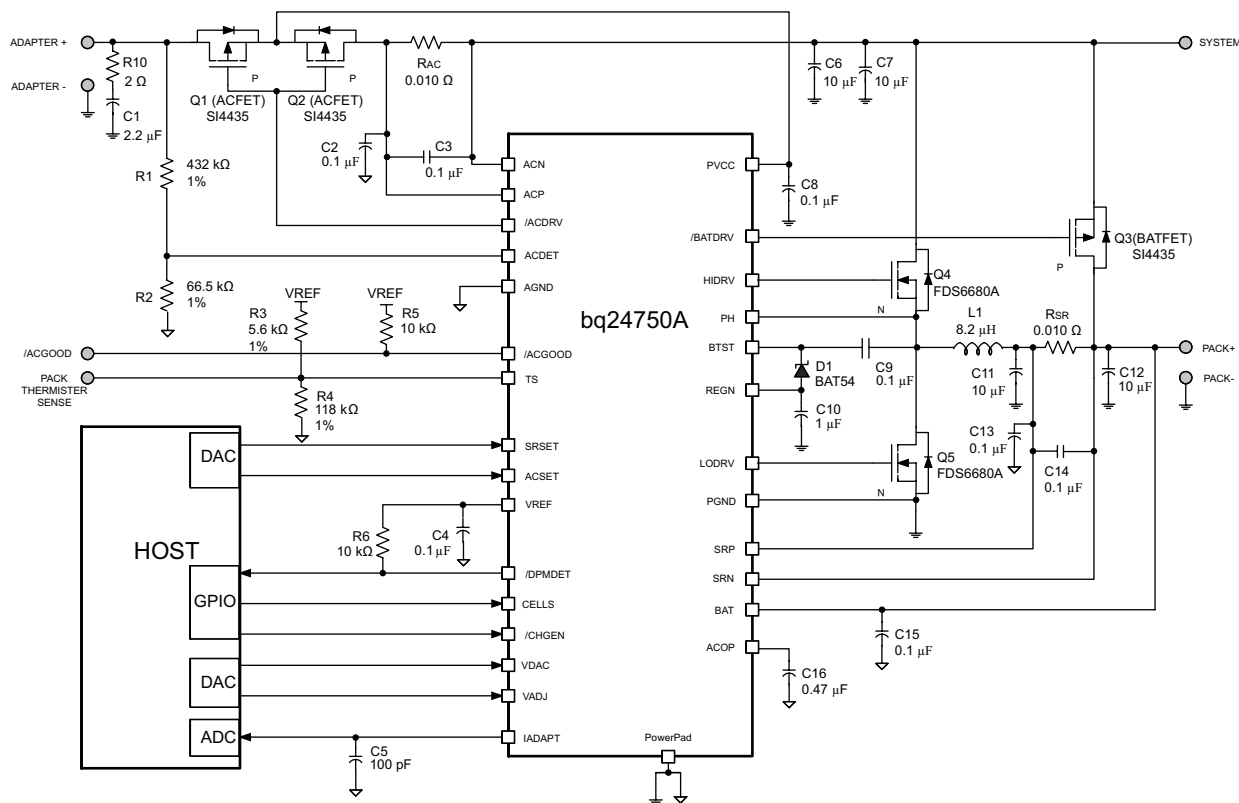 ADAPTER +
ADAPTER -
R10
2 Ω
C1
2.2 µF
P
Q1 (ACFET)
SI4435
P
Q2 (ACFET)
SI4435
RAC
0.010 Ω
C6
10 µF
C7
10 µF
SYSTEM
R1
432 kΩ
1%
C2
0.1 µF
C3
0.1 µF
R2
66.5 kΩ
1%
VREF
R3
5.6 kΩ
1%
VREF
R5
10 kΩ
/ACGOOD
PACK
THERMISTER
SENSE
R4
118 kΩ
1%
HOST
DAC
GPIO
DAC
ADC
R6
10 kΩ
C4
0.1 µF
C5
100 pF
bq24750A
ACN
ACP
/ACDRV
ACDET
AGND
/ACGOOD
TS
SRSET
ACSET
VREF
/DPMDET
CELLS
/CHGEN
VDAC
VADJ
IADAPT
PowerPad
PVCC
/BATDRV
HIDRV
PH
BTST
REGN
LODRV
PGND
SRP
SRN
BAT
ACOP
C8
0.1 µF
P
Q3(BATFET)
SI4435
Q4
FDS6680A
N
L1
8.2 µH
RSR
0.010 Ω
D1
BAT54
C9
0.1 µF
C10
1 µF
C11
10 µF
C12
10 µF
PACK+
PACK-
C13
0.1 µF
C14
0.1 µF
Q5
FDS6680A
N
C15
0.1 µF
C16
0.47 µF